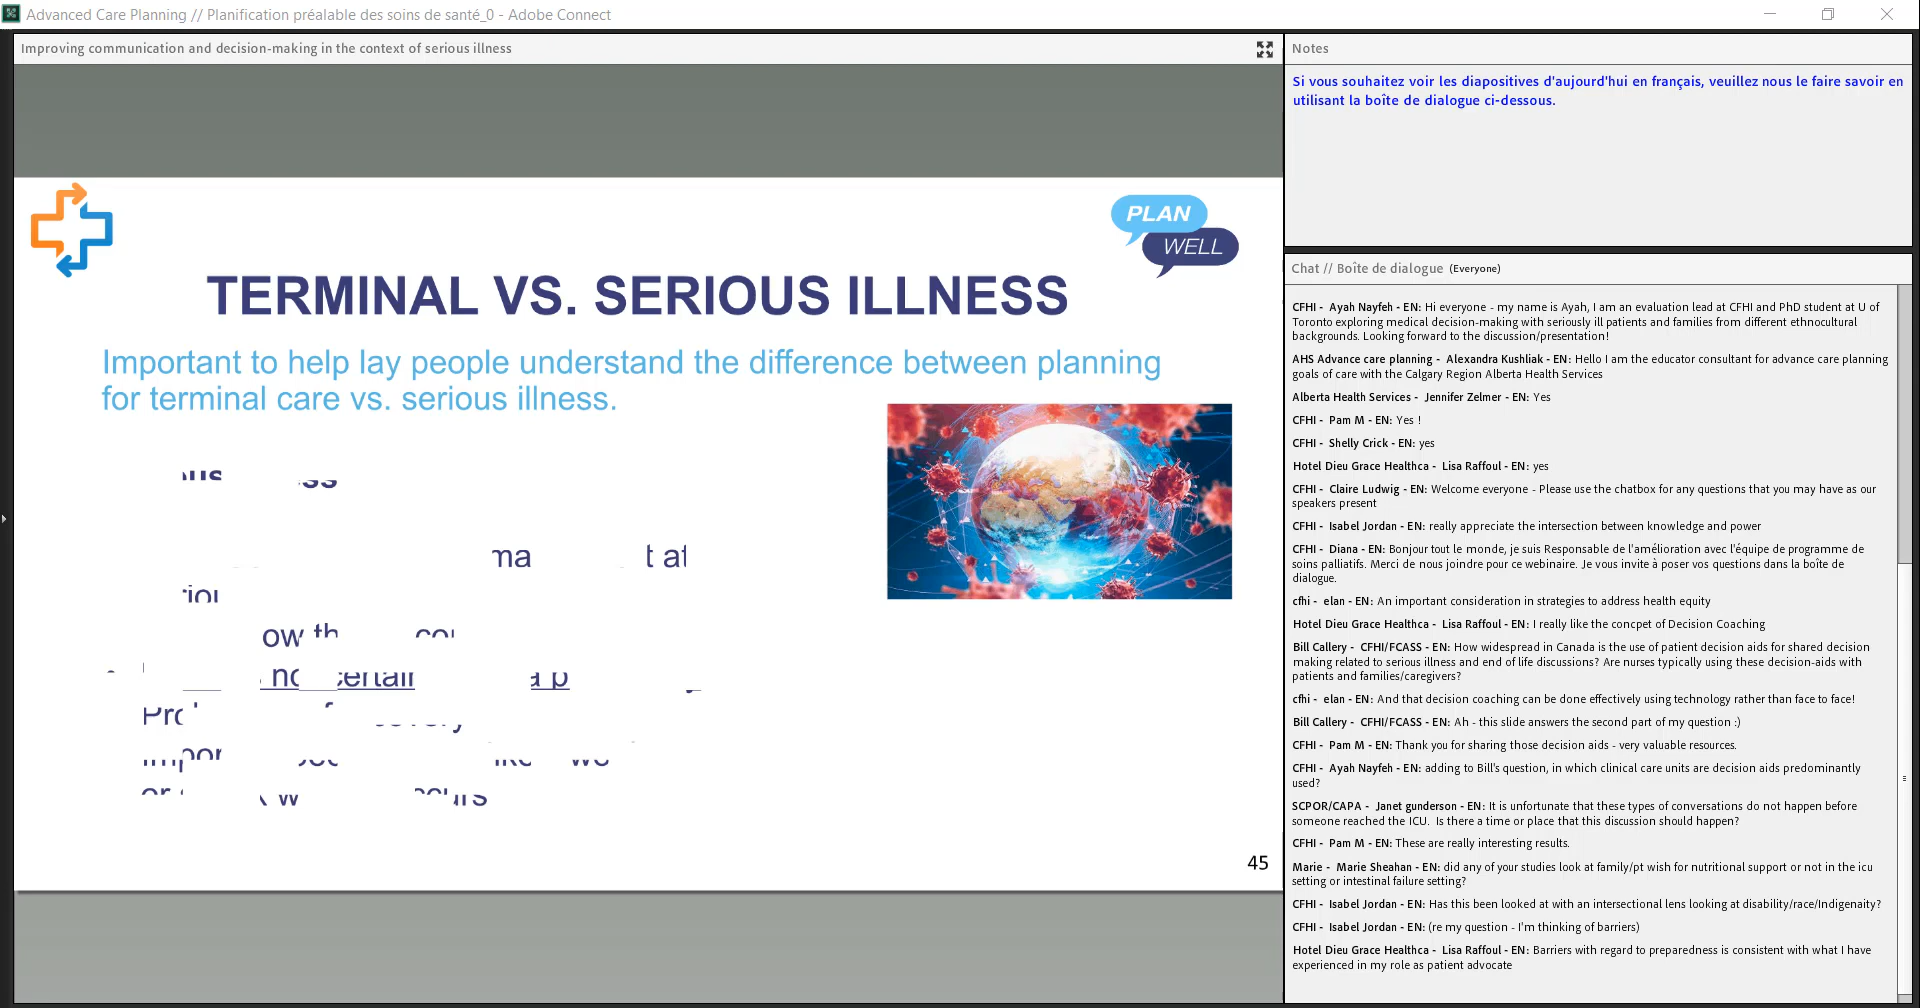 Advanced Care Planning // Planification préalable des soins de santé_0 - Adobe Connect
Improving communication and decision-making in the context of serious illness
PLAN
WELL
TERMINAL VS. SERIOUS ILLNESS
Important to help lay people understand the difference between planning
for terminal care vs. serious illness.
45
Notes
Si vous souhaitez voir les diapositives d'aujourd'hui en français, veuillez nous le faire savoir en
utilisant la boîte de dialogue ci-dessous.
Chat // Boîte de dialogue (Everyone)
CFHI - Ayah Nayfeh - EN: Hi everyone - my name is Ayah, I am an evaluation lead at CFHI and PhD student at U of
Toronto exploring medical decision-making with seriously ill patients and families from different ethnocultural
backgrounds. Looking forward to the discussion/presentation!
AHS Advance care planning - Alexandra Kushliak - EN: Hello I am the educator consultant for advance care planning
goals of care with the Calgary Region Alberta Health Services
Alberta Health Services - Jennifer Zelmer - EN: Yes
CFHI - Pam M - EN: Yes !
CFHI - Shelly Crick - EN: yes
Hotel Dieu Grace Healthca - Lisa Raffoul - EN: yes
CFHI - Claire Ludwig - EN: Welcome everyone - Please use the chatbox for any questions that you may have as our
speakers present
CFHI - Isabel Jordan - EN: really appreciate the intersection between knowledge and power
CFHI - Diana - EN: Bonjour tout le monde, je suis Responsable de l'amélioration avec l'équipe de programme de
soins palliatifs. Merci de nous joindre pour ce webinaire. Je vous invite à poser vos questions dans la boîte de
dialogue.
cfhi - elan - EN: An important consideration in strategies to address health equity
Hotel Dieu Grace Healthca - Lisa Raffoul - EN: I really like the concpet of Decision Coaching
Bill Callery - CFHI/FCASS - EN: How widespread in Canada is the use of patient decision aids for shared decision
making related to serious illness and end of life discussions? Are nurses typically using these decision-aids with
patients and families/caregivers?
cfhi - elan - EN: And that decision coaching can be done effectively using technology rather than face to face!
Bill Callery - CFHI/FCASS - EN: Ah - this slide answers the second part of my question :)
CFHI - Pam M - EN: Thank you for sharing those decision aids - very valuable resources.
CFHI - Ayah Nayfeh - EN: adding to Bill's question, in which clinical care units are decision aids predominantly
used?
SCPOR/CAPA - Janet gunderson - EN: It is unfortunate that these types of conversations do not happen before
someone reached the ICU. Is there a time or place that this discussion should happen?
CFHI - Pam M - EN: These are really interesting results.
Marie - Marie Sheahan - EN: did any of your studies look at family/pt wish for nutritional support or not in the icu
setting or intestinal failure setting?
CFHI - Isabel Jordan - EN: Has this been looked at with an intersectional lens looking at disability/race/Indigenaity?
CFHI - Isabel Jordan - EN: (re my question - I'm thinking of barriers)
Hotel Dieu Grace Healthca - Lisa Raffoul - EN: Barriers with regard to preparedness is consistent with what I have
experienced in my role as patient advocate